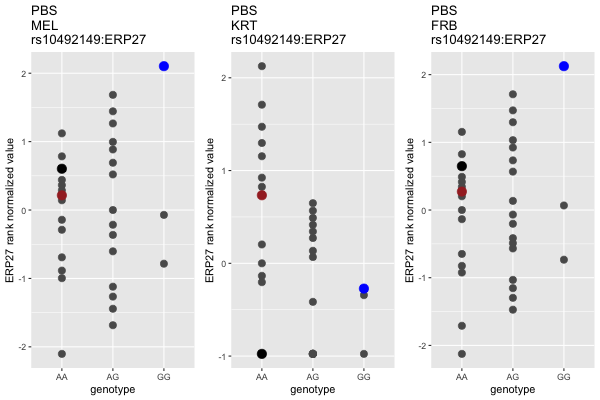 PBS
MEL
rs10492149:ERP27
ERP27 rank normalized value
2
1
0
-1
-2
AA AG GG
genotype
PBS
KRT
rs10492149:ERP27
ERP27 rank normalized value
2
1
0
-1
AA AG GG
genotype
PBS
FRB
rs10492149:ERP27
ERP27 rank normalized value
2
1
0
-1
-2
AA AG GG
genotype